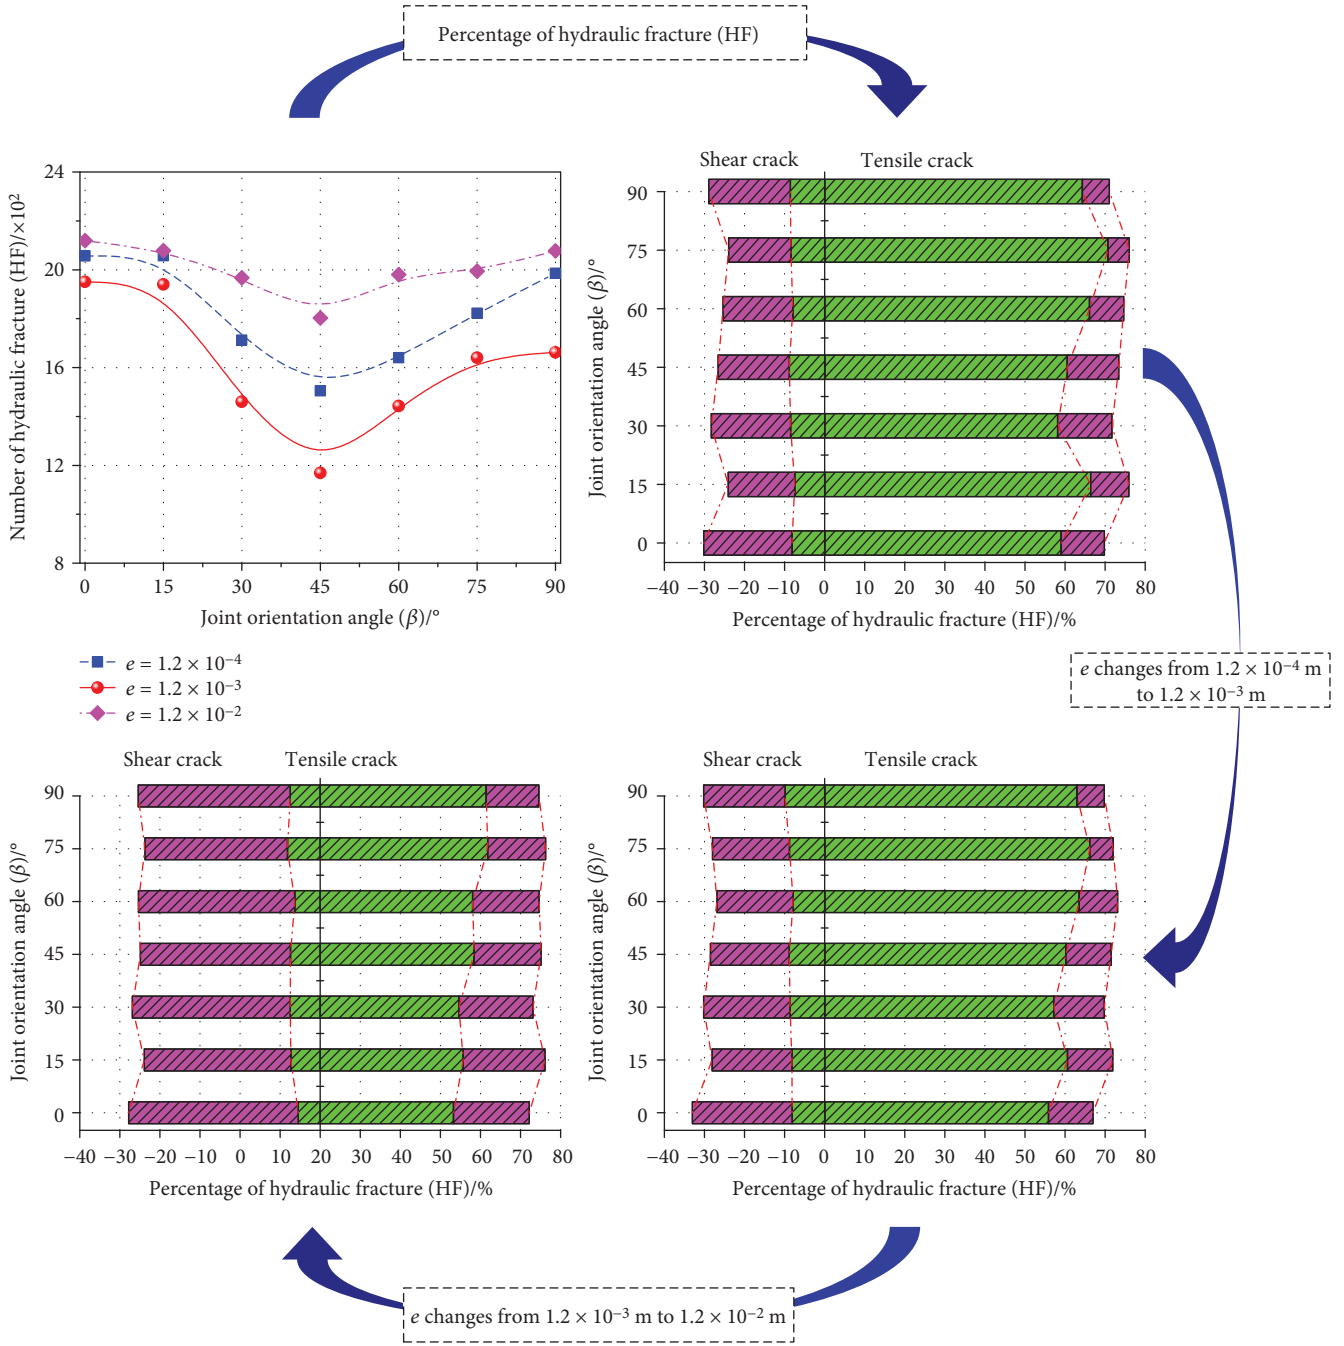 Percentage of hydraulic fracture (HF)
24
20
16
12
8
Number of hydraulic fracture (HF)/×10²
0 15 30 45 60 75 90
Joint orientation angle (β)/°
e = 1.2 × 10⁻⁴
e = 1.2 × 10⁻³
e = 1.2 × 10⁻²
Shear crack Tensile crack
90
75
60
45
30
15
0
Joint orientation angle (β)/°
−40 −30 −20 −10 0 10 20 30 40 50 60 70 80
Percentage of hydraulic fracture (HF)/%
e changes from 1.2 × 10⁻⁴ m
to 1.2 × 10⁻³ m
Shear crack Tensile crack
90
75
60
45
30
15
0
Joint orientation angle (β)/°
−40 −30 −20 −10 0 10 20 30 40 50 60 70 80
Percentage of hydraulic fracture (HF)/%
Shear crack Tensile crack
90
75
60
45
30
15
0
Joint orientation angle (β)/°
−40 −30 −20 −10 0 10 20 30 40 50 60 70 80
Percentage of hydraulic fracture (HF)/%
e changes from 1.2 × 10⁻³ m to 1.2 × 10⁻² m